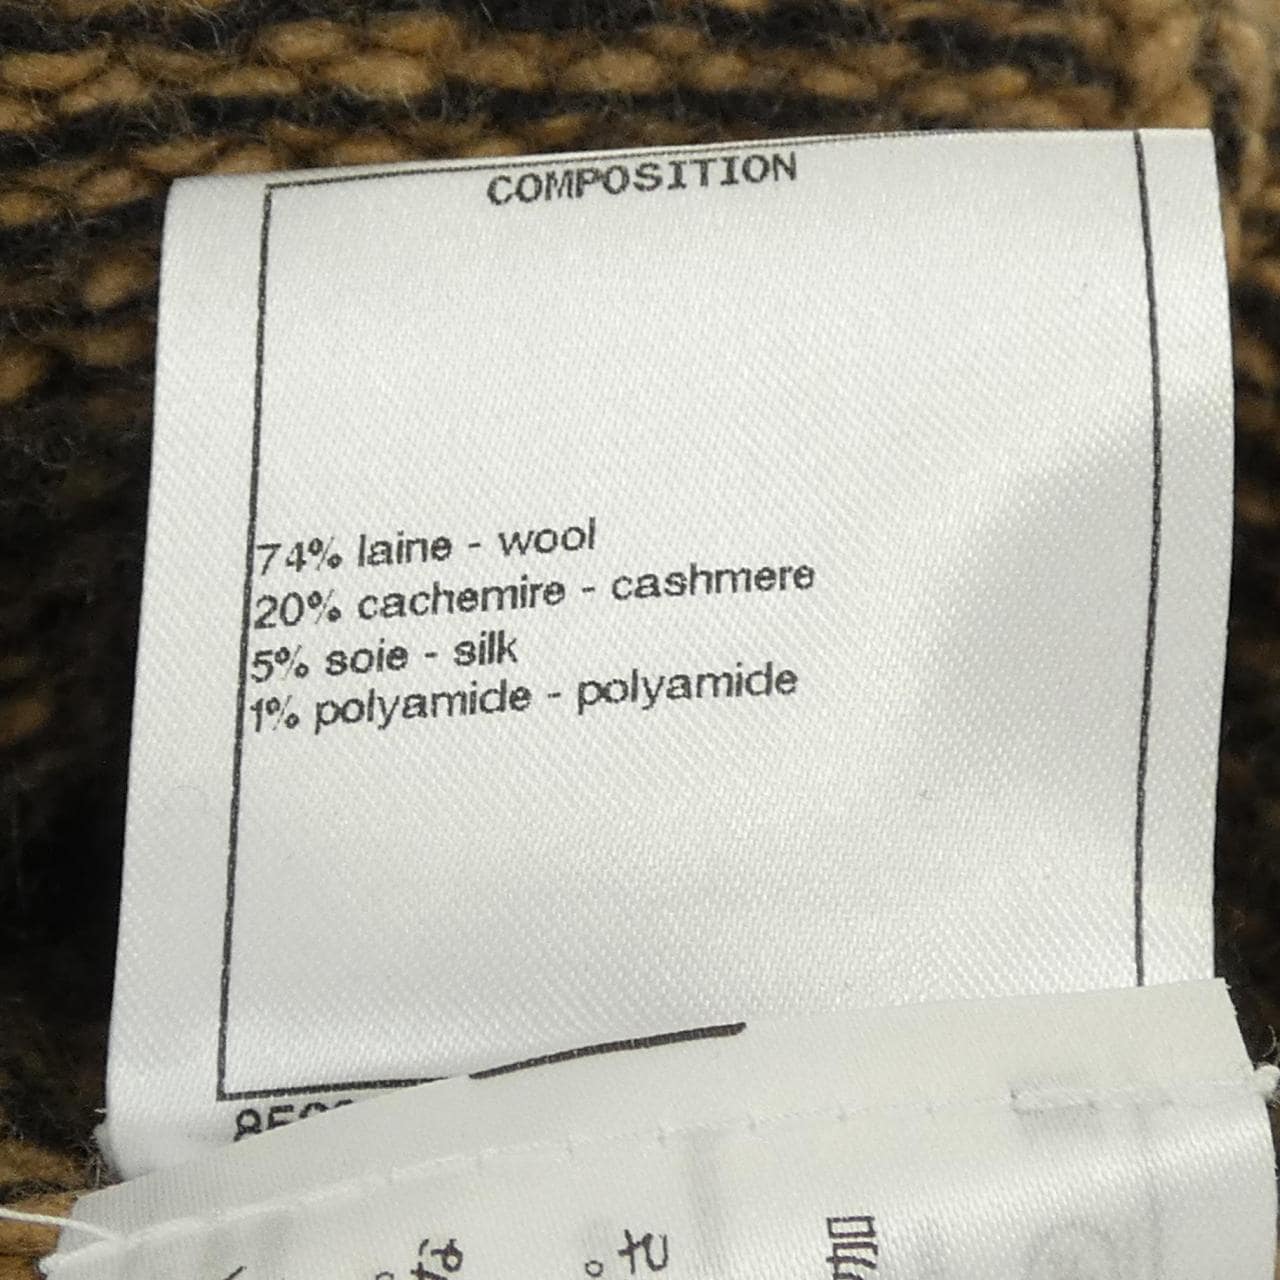 COMPOSITION
74% laine - wool
20% cachemire - cashmere
5% soie - silk
1% polyamide - polyamide